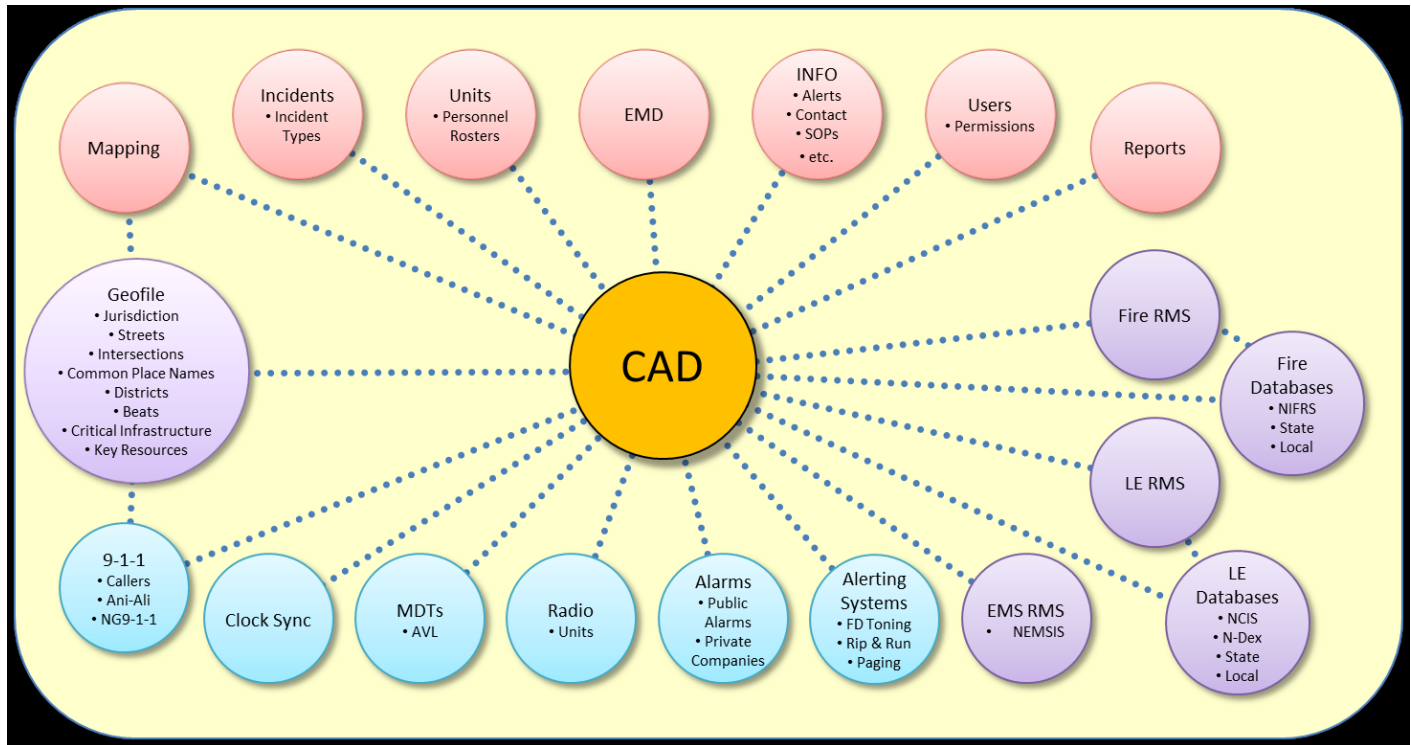 Mapping
Incidents
• Incident
Types
Units
• Personnel
Rosters
EMD
INFO
• Alerts
• Contact
• SOPs
• etc.
Users
• Permissions
Reports
Geofile
• Jurisdiction
• Streets
• Intersections
• Common Place Names
• Districts
• Beats
• Critical Infrastructure
• Key Resources
CAD
Fire RMS
Fire
Databases
• NIFRS
• State
• Local
LE RMS
9-1-1
• Callers
• Ani-Ali
• NG9-1-1
Clock Sync
MDTs
• AVL
Radio
• Units
Alarms
• Public
Alarms
• Private
Companies
Alerting
Systems
• FD Toning
• Rip & Run
• Paging
EMS RMS
• NEMSIS
LE
Databases
• NCIS
• N-Dex
• State
• Local